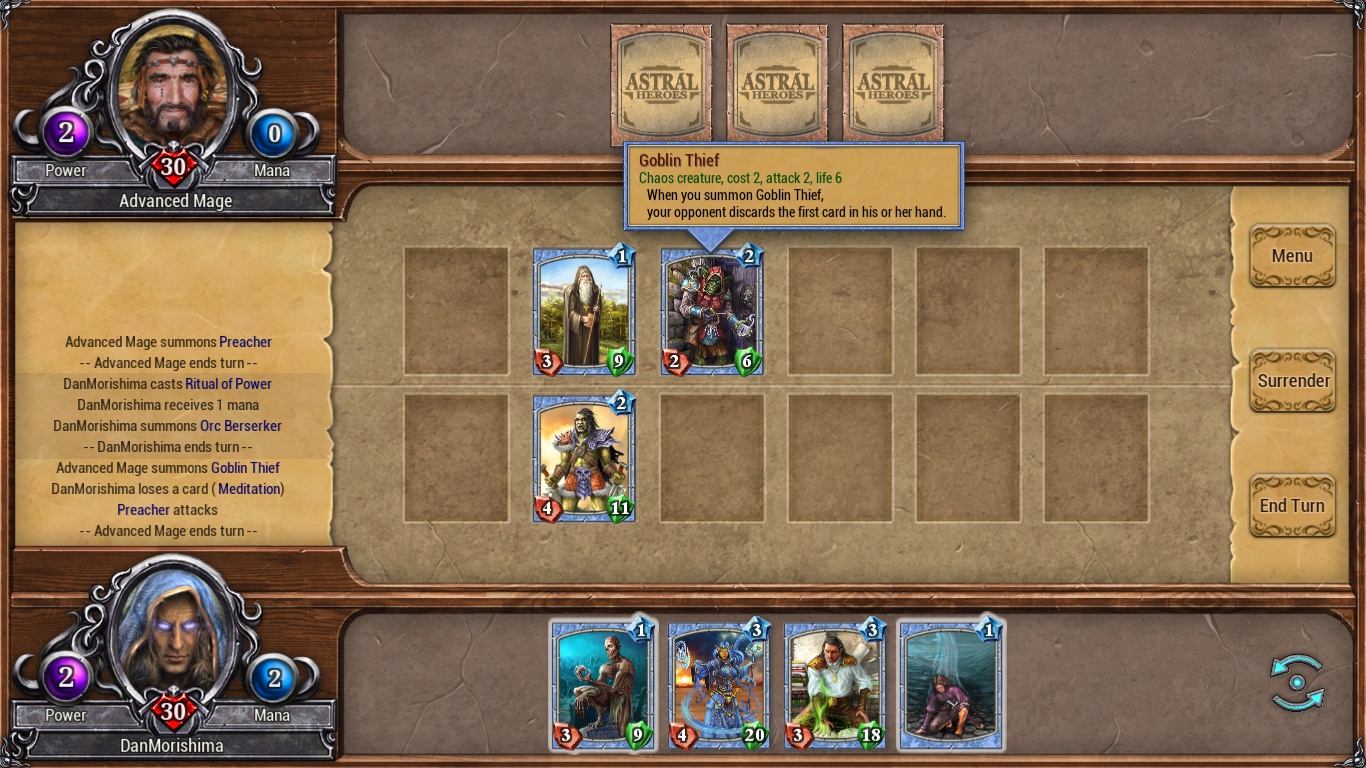 ASTRAL
HEROES
ASTRAL
HEROES
ASTRAL
HEROES
2
0
30
Power
Mana
Advanced Mage
Goblin Thief
Chaos creature, cost 2, attack 2, life 6
When you summon Goblin Thief,
your opponent discards the first card in his or her hand.
1
3
9
2
2
6
2
4
11
Menu
Surrender
End Turn
Advanced Mage summons Preacher
-- Advanced Mage ends turn --
DanMorishima casts Ritual of Power
DanMorishima receives 1 mana
DanMorishima summons Orc Berserker
-- DanMorishima ends turn --
Advanced Mage summons Goblin Thief
DanMorishima loses a card ( Meditation)
Preacher attacks
-- Advanced Mage ends turn --
2
2
30
Power
Mana
DanMorishima
1
3
9
3
4
20
3
3
18
1